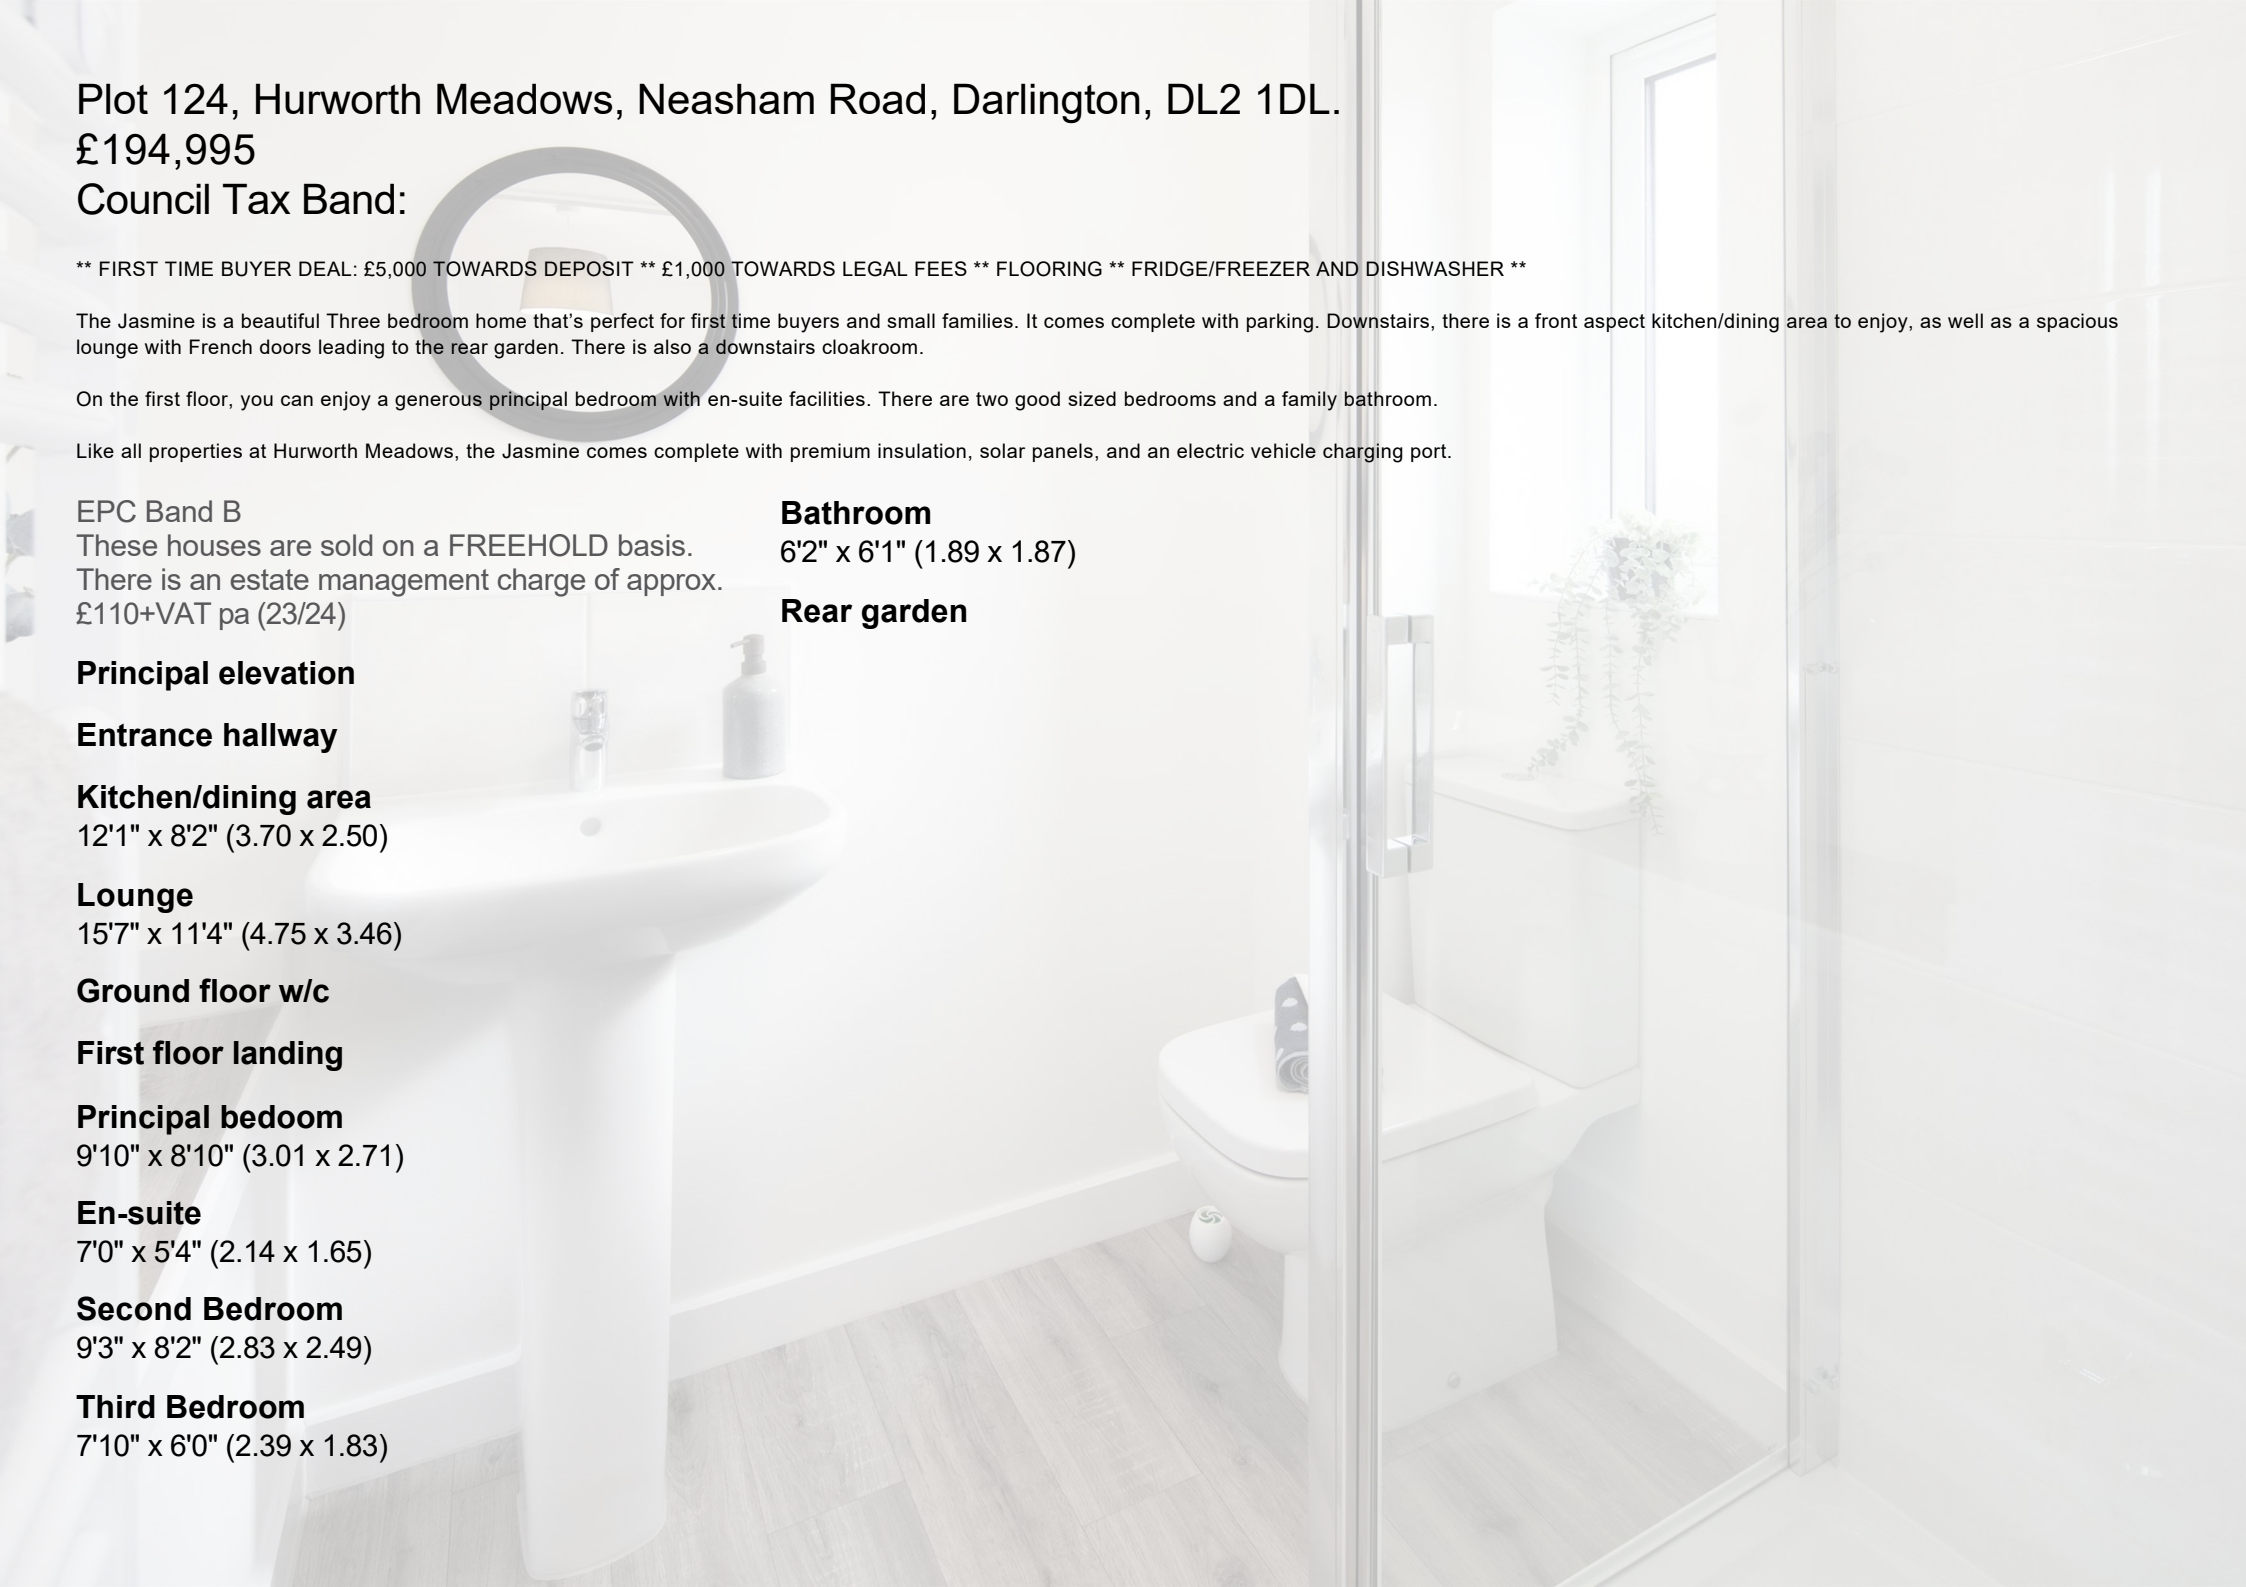 Plot 124, Hurworth Meadows, Neasham Road, Darlington, DL2 1DL.
£194,995
Council Tax Band:
** FIRST TIME BUYER DEAL: £5,000 TOWARDS DEPOSIT ** £1,000 TOWARDS LEGAL FEES ** FLOORING ** FRIDGE/FREEZER AND DISHWASHER **
The Jasmine is a beautiful Three bedroom home that’s perfect for first time buyers and small families. It comes complete with parking. Downstairs, there is a front aspect kitchen/dining area to enjoy, as well as a spacious
lounge with French doors leading to the rear garden. There is also a downstairs cloakroom.
On the first floor, you can enjoy a generous principal bedroom with en-suite facilities. There are two good sized bedrooms and a family bathroom.
Like all properties at Hurworth Meadows, the Jasmine comes complete with premium insulation, solar panels, and an electric vehicle charging port.
EPC Band B
These houses are sold on a FREEHOLD basis.
There is an estate management charge of approx.
£110+VAT pa (23/24)
Principal elevation
Entrance hallway
Kitchen/dining area
12'1" x 8'2" (3.70 x 2.50)
Lounge
15'7" x 11'4" (4.75 x 3.46)
Ground floor w/c
First floor landing
Principal bedoom
9'10" x 8'10" (3.01 x 2.71)
En-suite
7'0" x 5'4" (2.14 x 1.65)
Second Bedroom
9'3" x 8'2" (2.83 x 2.49)
Third Bedroom
7'10" x 6'0" (2.39 x 1.83)
Bathroom
6'2" x 6'1" (1.89 x 1.87)
Rear garden